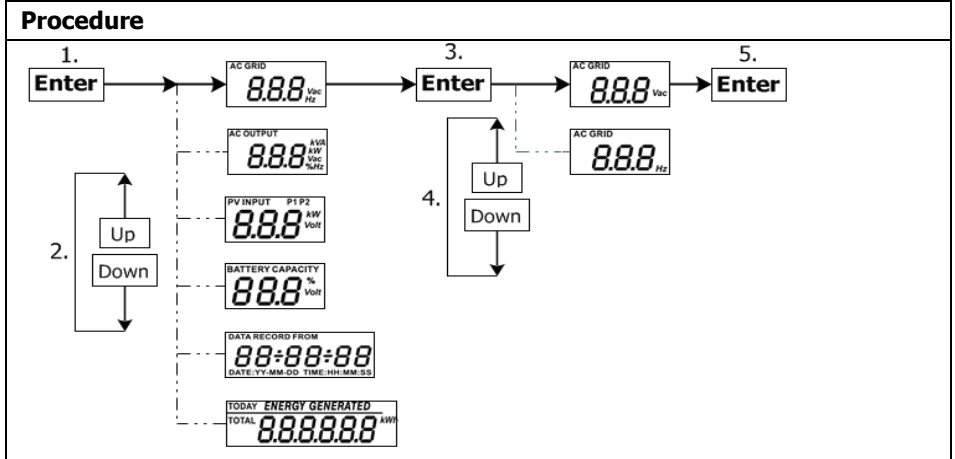 Procedure
1.
Enter
AC GRID
8.8.8 Vac
Hz
3.
Enter
AC GRID
8.8.8 Vac
5.
Enter
AC OUTPUT
8.8.8 kVA
kW
Vac
%Hz
AC GRID
8.8.8 Hz
2.
Up
Down
PV INPUT P1 P2
8.8.8 kW
Volt
4.
Up
Down
BATTERY CAPACITY
88.8 %
Volt
DATA RECORD FROM
88÷88÷88
DATE:YY-MM-DD TIME:HH:MM:SS
TODAY ENERGY GENERATED
TOTAL 8.8.8.8.8.8 kWh